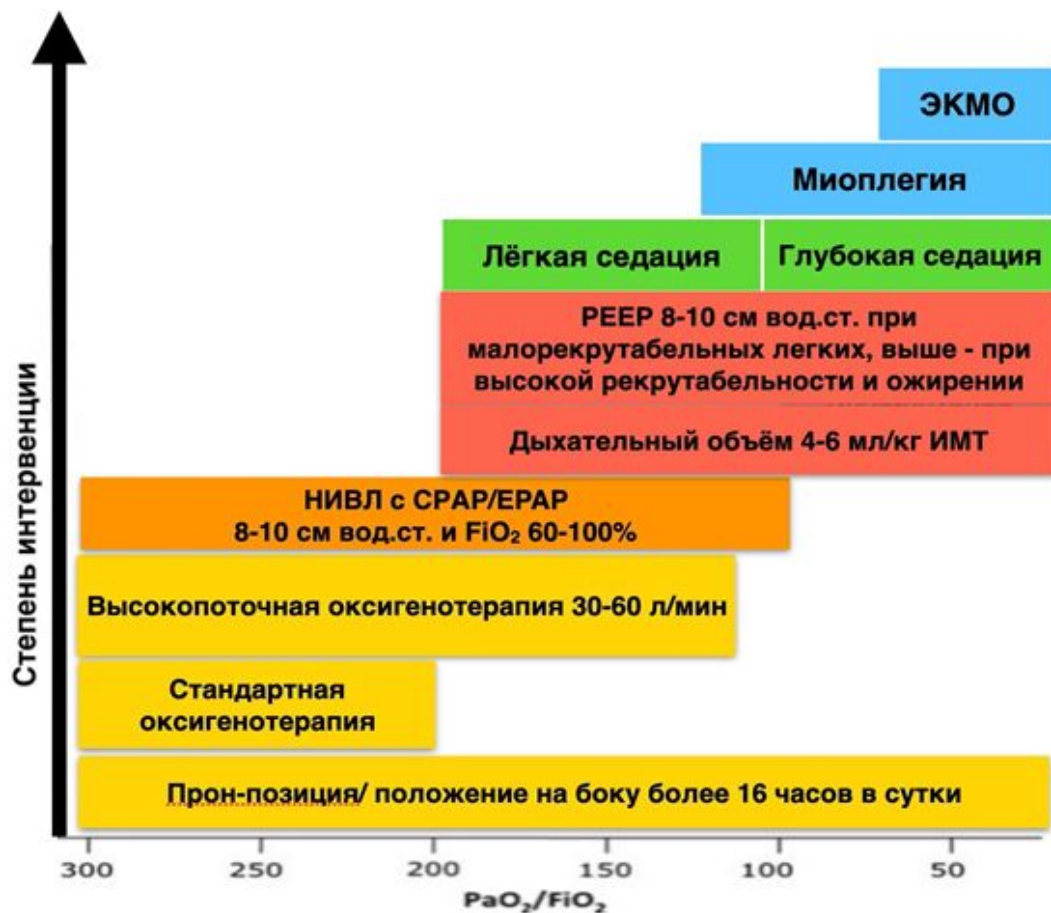 ЭКМО
Миоплегия
Лёгкая седация
Глубокая седация
PEEP 8-10 см вод.ст. при
малорекрутабельных легких, выше - при
высокой рекрутабельности и ожирении
Дыхательный объём 4-6 мл/кг ИМТ
НИВЛ с CPAP/EPAP
8-10 см вод.ст. и FiO₂ 60-100%
Высокопоточная оксигенотерапия 30-60 л/мин
Стандартная
оксигенотерапия
Прон-позиция/ положение на боку более 16 часов в сутки
Степень интервенции
300 250 200 150 100 50
PaO₂/FiO₂